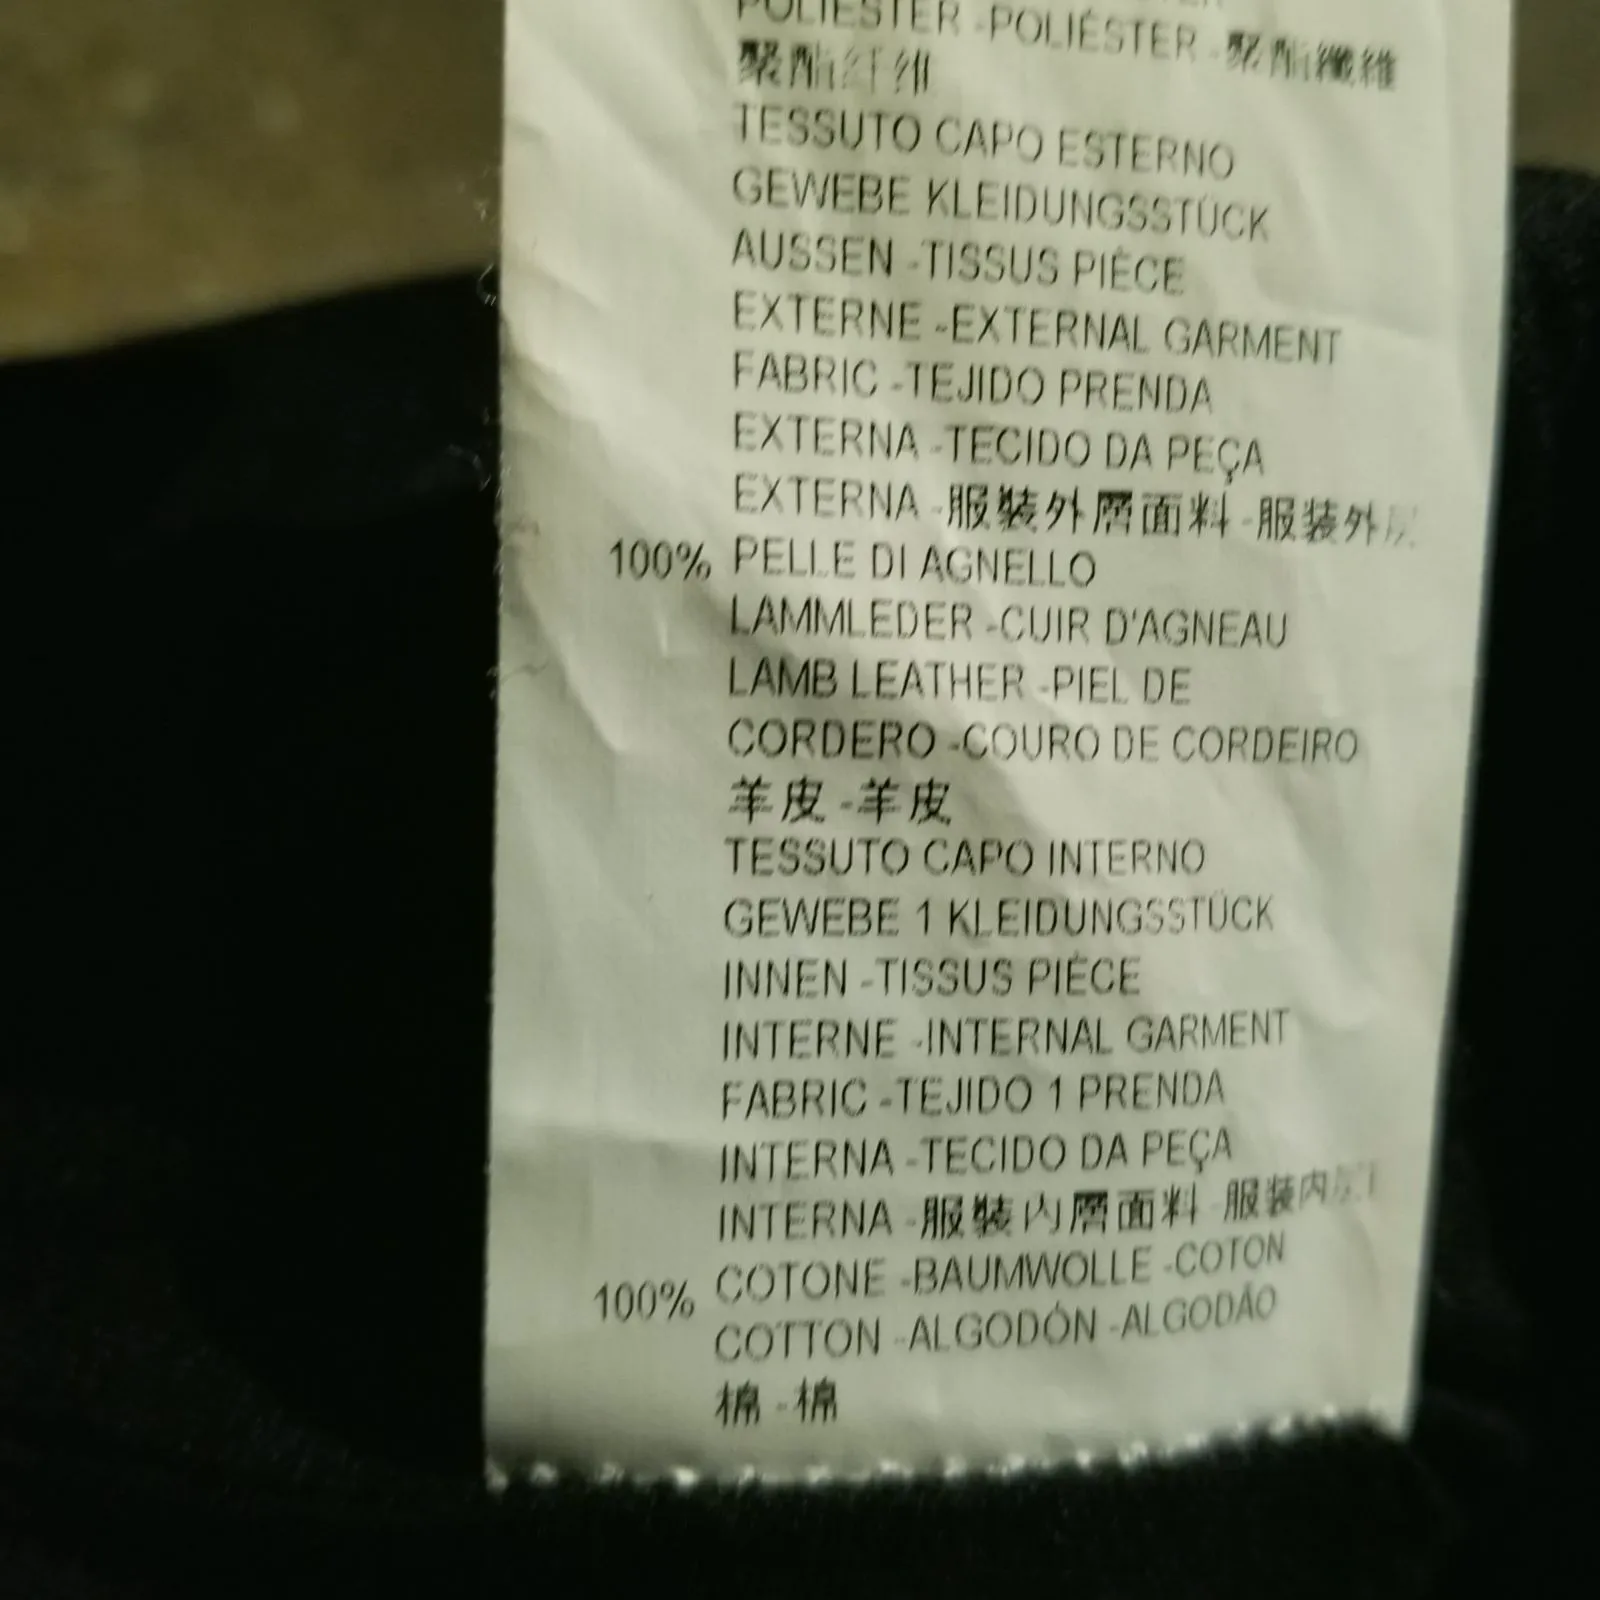 POLIESTER -POLIÉSTER -聚酯纖維
聚酯纤维
TESSUTO CAPO ESTERNO
GEWEBE KLEIDUNGSSTÜCK
AUSSEN -TISSUS PIÈCE
EXTERNE -EXTERNAL GARMENT
FABRIC -TEJIDO PRENDA
EXTERNA -TECIDO DA PEÇA
EXTERNA -服裝外層面料 -服装外
100% PELLE DI AGNELLO
LAMMLEDER -CUIR D'AGNEAU
LAMB LEATHER -PIEL DE
CORDERO -COURO DE CORDEIRO
羊皮 -羊皮
TESSUTO CAPO INTERNO
GEWEBE 1 KLEIDUNGSSTÜCK
INNEN -TISSUS PIÈCE
INTERNE -INTERNAL GARMENT
FABRIC -TEJIDO 1 PRENDA
INTERNA -TECIDO DA PEÇA
INTERNA -服裝內層面料 -服装内
100% COTONE -BAUMWOLLE -COTON
COTTON -ALGODÓN -ALGODÃO
棉 -棉